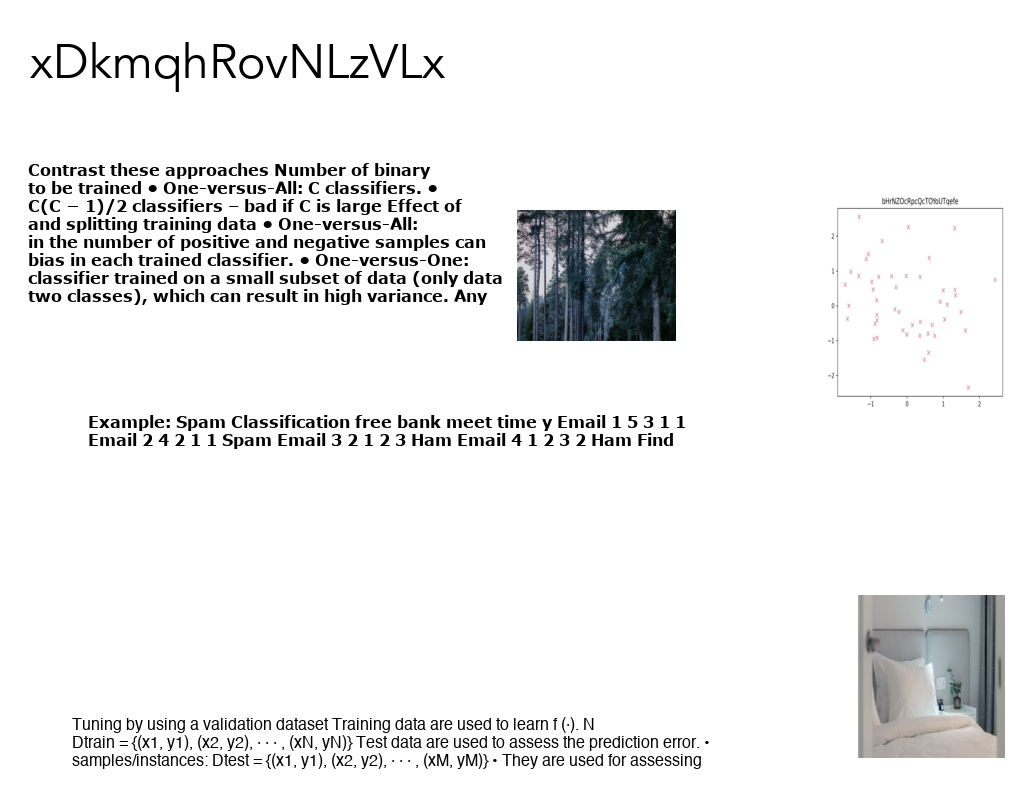 xDkmqhRovNLzVLx
Contrast these approaches Number of binary
to be trained • One-versus-All: C classifiers. •
C(C − 1)/2 classifiers – bad if C is large Effect of
and splitting training data • One-versus-All:
in the number of positive and negative samples can
bias in each trained classifier. • One-versus-One:
classifier trained on a small subset of data (only data
two classes), which can result in high variance. Any
bHrNZOcRpcQcTOYoUTqefe
2
1
0
−1
−2
−1 0 1 2
Example: Spam Classification free bank meet time y Email 1 5 3 1 1
Email 2 4 2 1 1 Spam Email 3 2 1 2 3 Ham Email 4 1 2 3 2 Ham Find
Tuning by using a validation dataset Training data are used to learn f (·). N
Dtrain = {(x1, y1), (x2, y2), · · · , (xN, yN)} Test data are used to assess the prediction error. •
samples/instances: Dtest = {(x1, y1), (x2, y2), · · · , (xM, yM)} • They are used for assessing